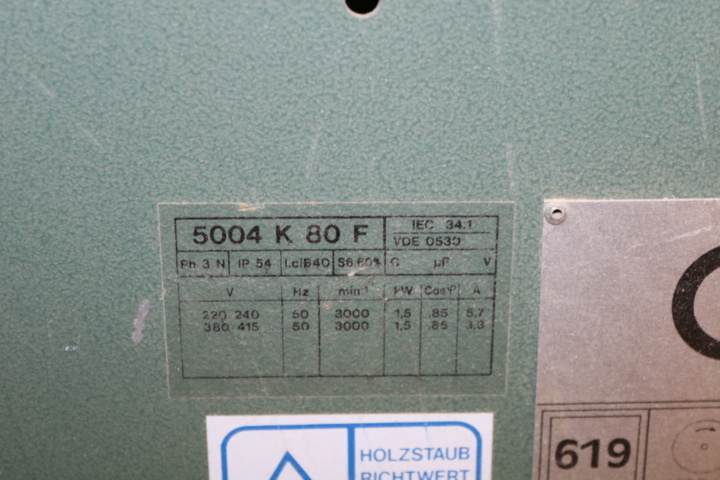 5004 K 80 F
IEC 34.1
VDE 0530
Ph 3 N IP 54 I.cl B40 S6.60% C µF V
V Hz min-¹ KW Cosφ A
220 240 50 3000 1,5 .85 5.7
380 415 50 3000 1,5 .85 3.3
HOLZSTAUB
RICHTWERT
619